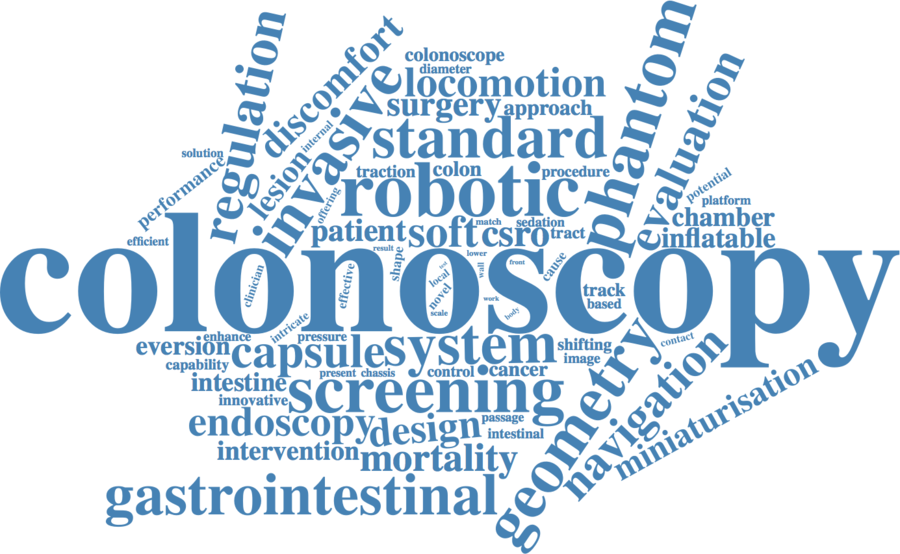 regulation
discomfort
phantom
colonoscope
diameter
locomotion
evaluation
surgery approach
invasive
internal
standard
solution
lesion
performance
traction colon procedure
robotic
potential
offering
platform
chamber
patient soft match sedation
csro tract
inflatable
efficient
colonoscopy
result
lower
shape
wall
front
cause
clinician
effective
local
novel
scale
work
body
track
based
intricate
enhance
pressure
contact
eversion capsule system shifting
capability
image
present chassis control cancer
intestine
screening
innovative
geometry
navigation
miniaturisation
endoscopy design passage
intestinal
intervention
mortality
gastrointestinal